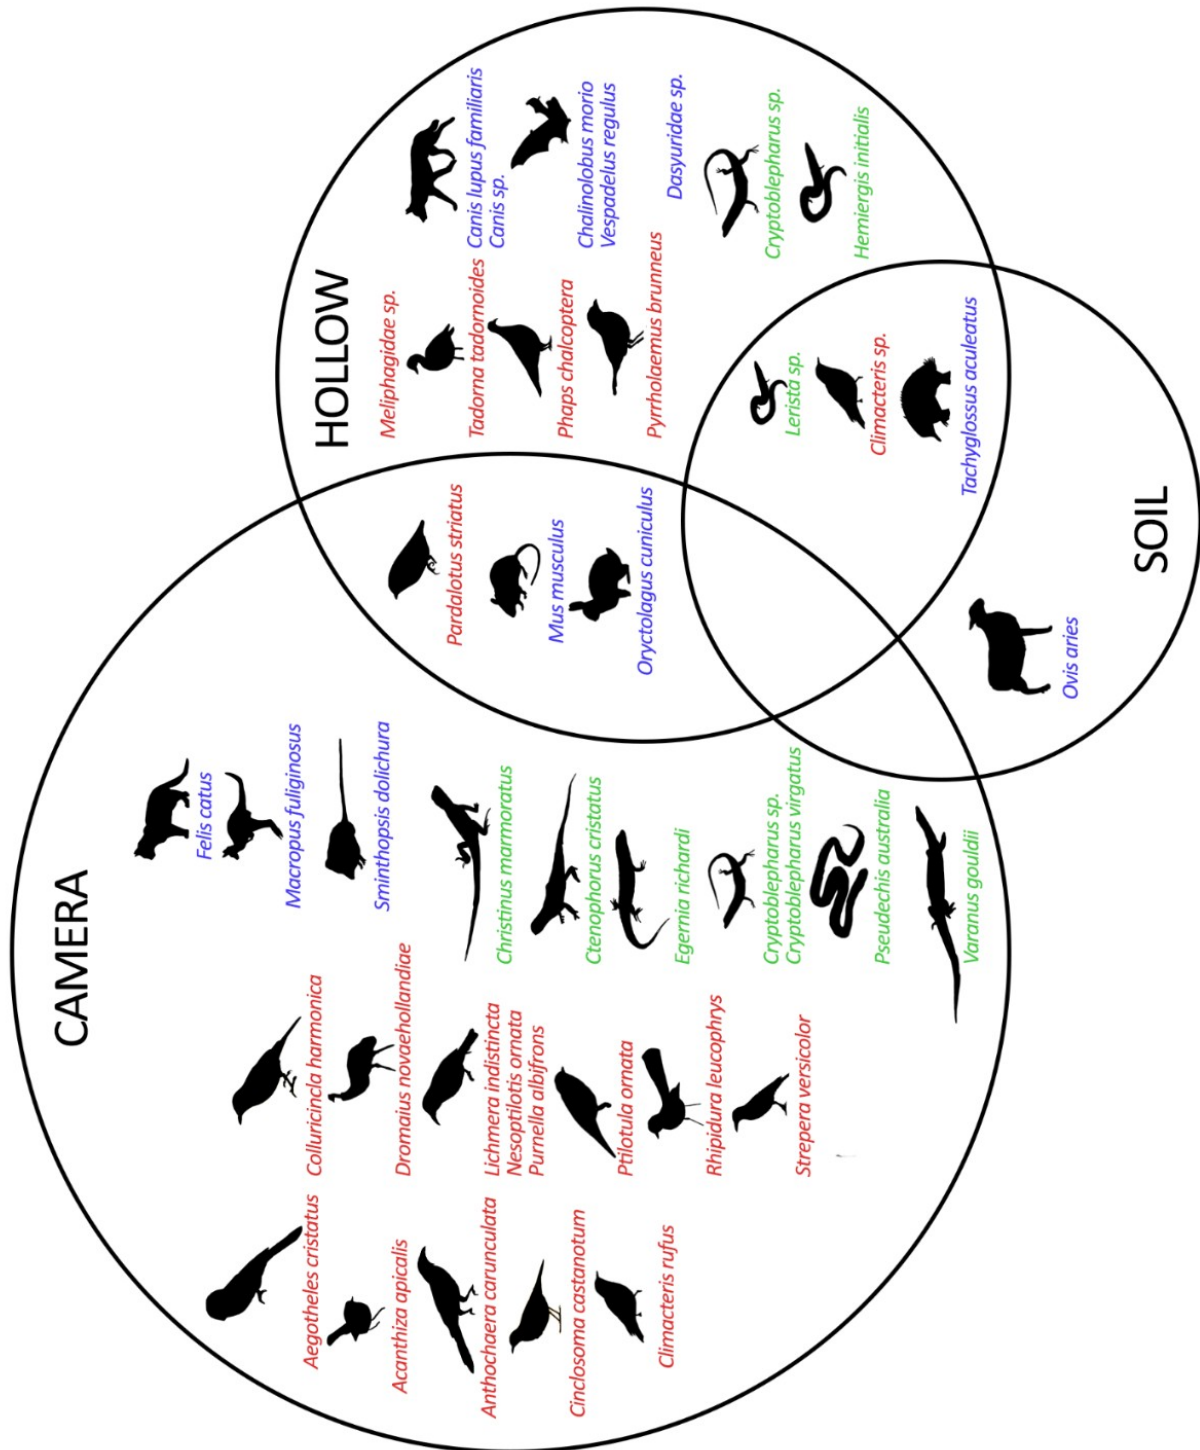 CAMERA
HOLLOW
SOIL
Aegotheles cristatus
Acanthiza apicalis
Anthochaera carunculata
Cinclosoma castanotum
Climacteris rufus
Colluricincla harmonica
Dromaius novaehollandiae
Lichmera indistincta
Nesoptilotis ornata
Purnella albifrons
Ptilotula ornata
Rhipidura leucophrys
Strepera versicolor
Felis catus
Macropus fuliginosus
Sminthopsis dolichura
Christinus marmoratus
Ctenophorus cristatus
Egernia richardi
Cryptoblepharus sp.
Cryptoblepharus virgatus
Pseudechis australia
Varanus gouldii
Pardalotus striatus
Mus musculus
Oryctolagus cuniculus
Meliphagidae sp.
Tadorna tadornoides
Phaps chalcoptera
Pyrrholaemus brunneus
Canis lupus familiaris
Canis sp.
Chalinolobus morio
Vespadelus regulus
Dasyuridae sp.
Cryptoblepharus sp.
Hemiergis initialis
Lerista sp.
Climacteris sp.
Tachyglossus aculeatus
Ovis aries